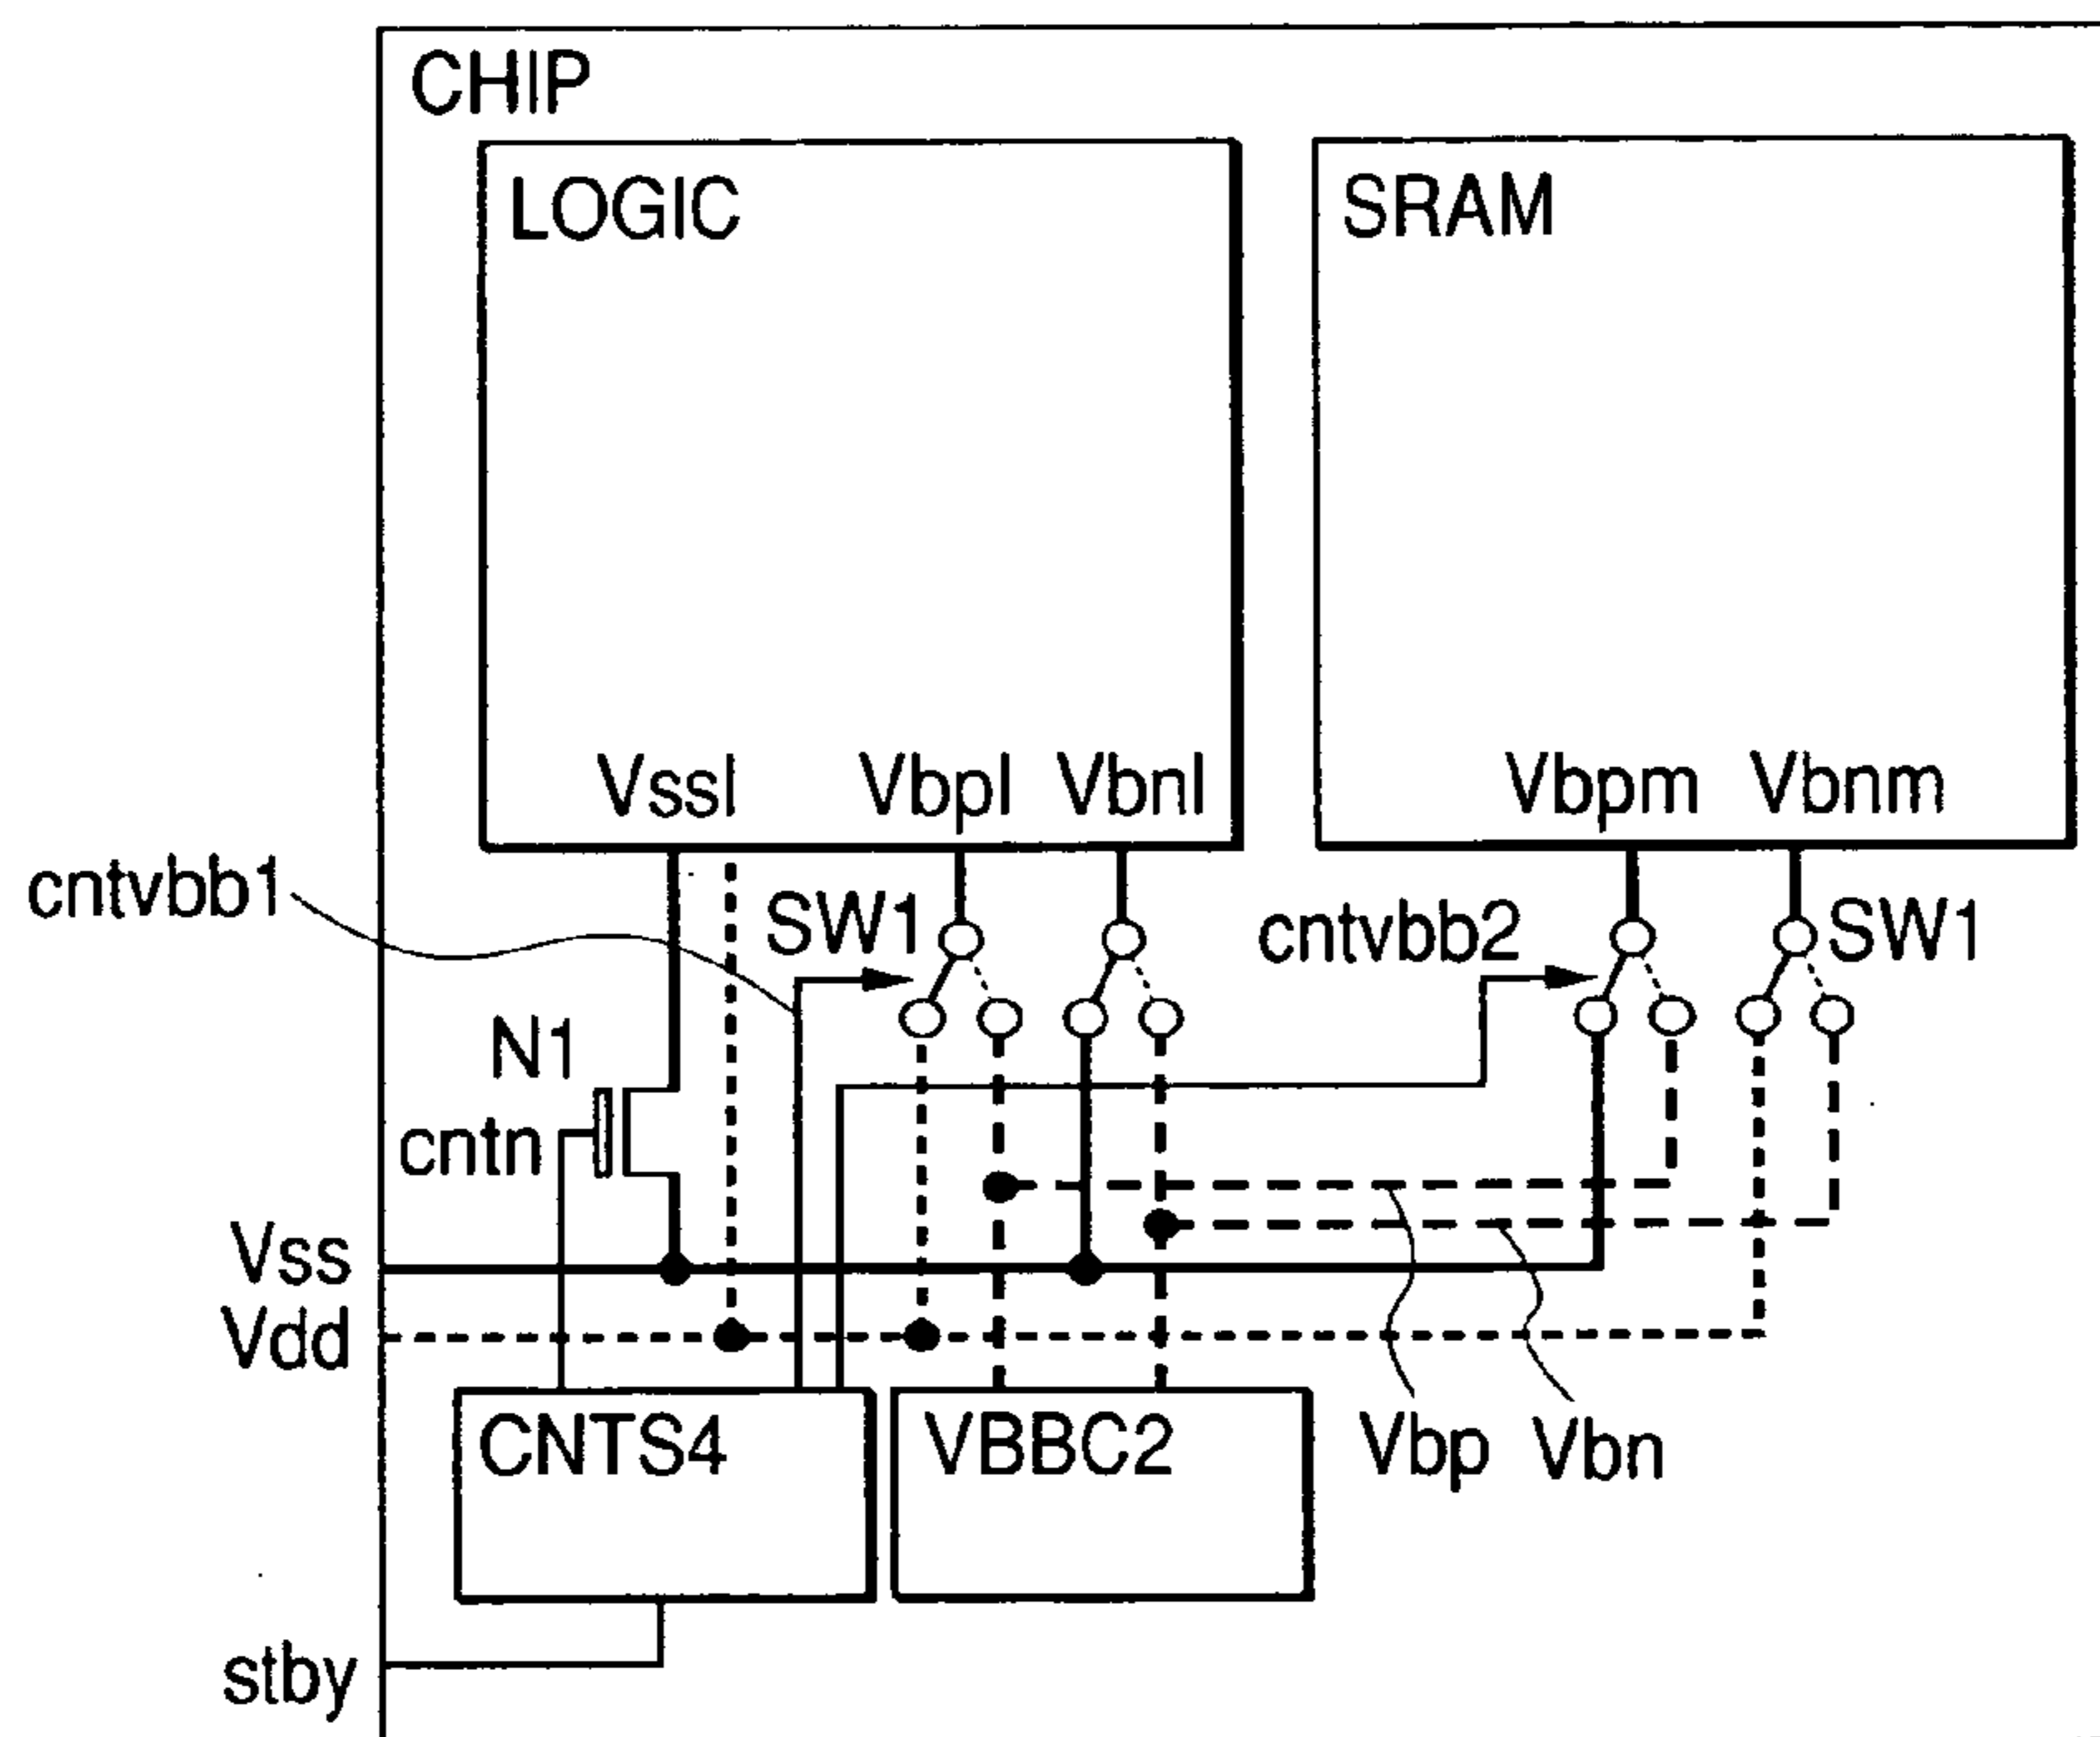 CHIP
LOGIC
SRAM
Vssl
Vbpl
Vbnl
Vbpm
Vbnm
cntvbb1
SW1
cntvbb2
SW1
N1
cntn
Vss
Vdd
CNTS4
VBBC2
Vbp
Vbn
stby